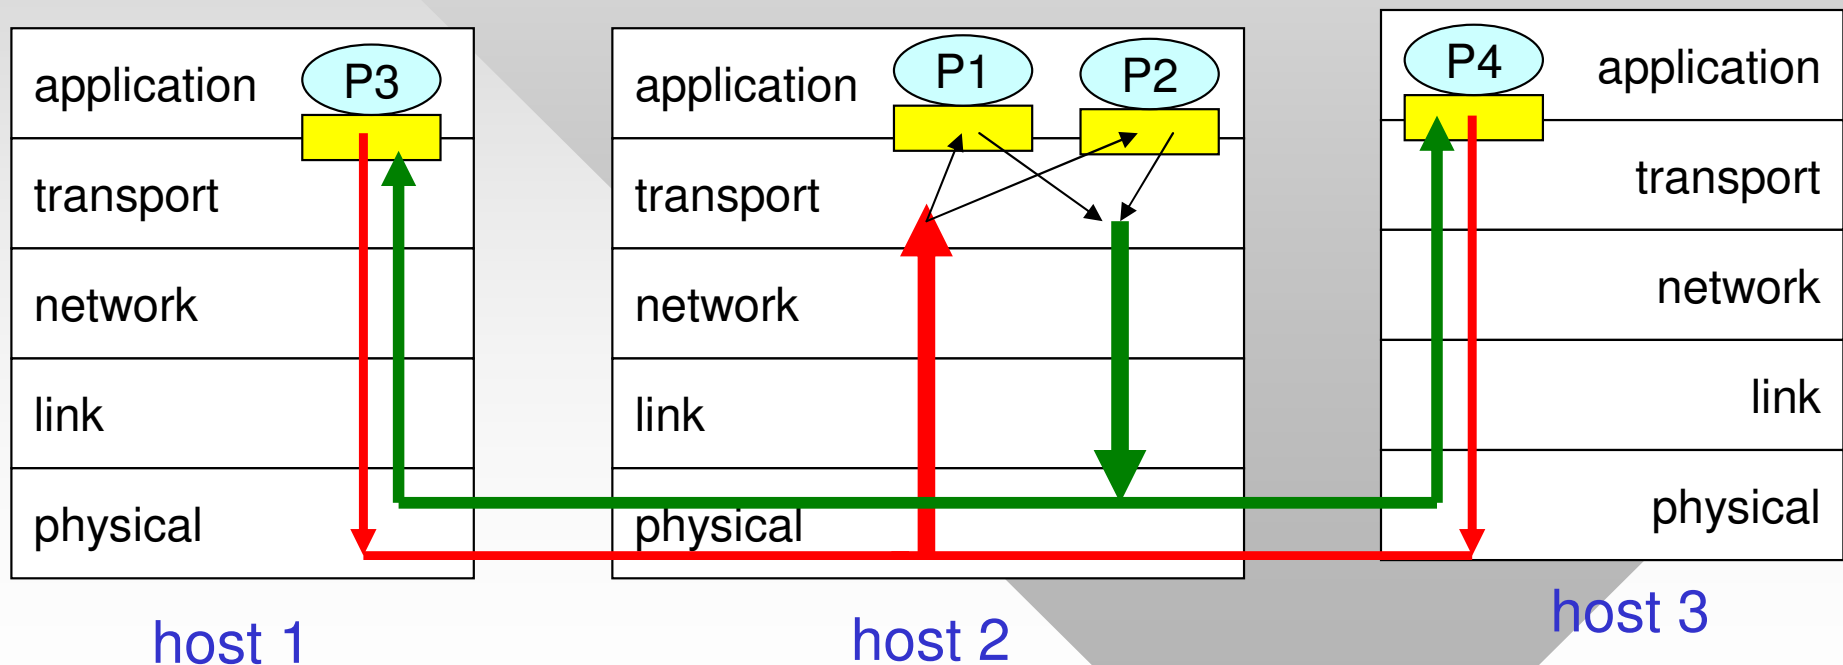 application
P3
transport
network
link
physical
host 1
application
P1
P2
transport
network
link
physical
host 2
P4
application
transport
network
link
physical
host 3